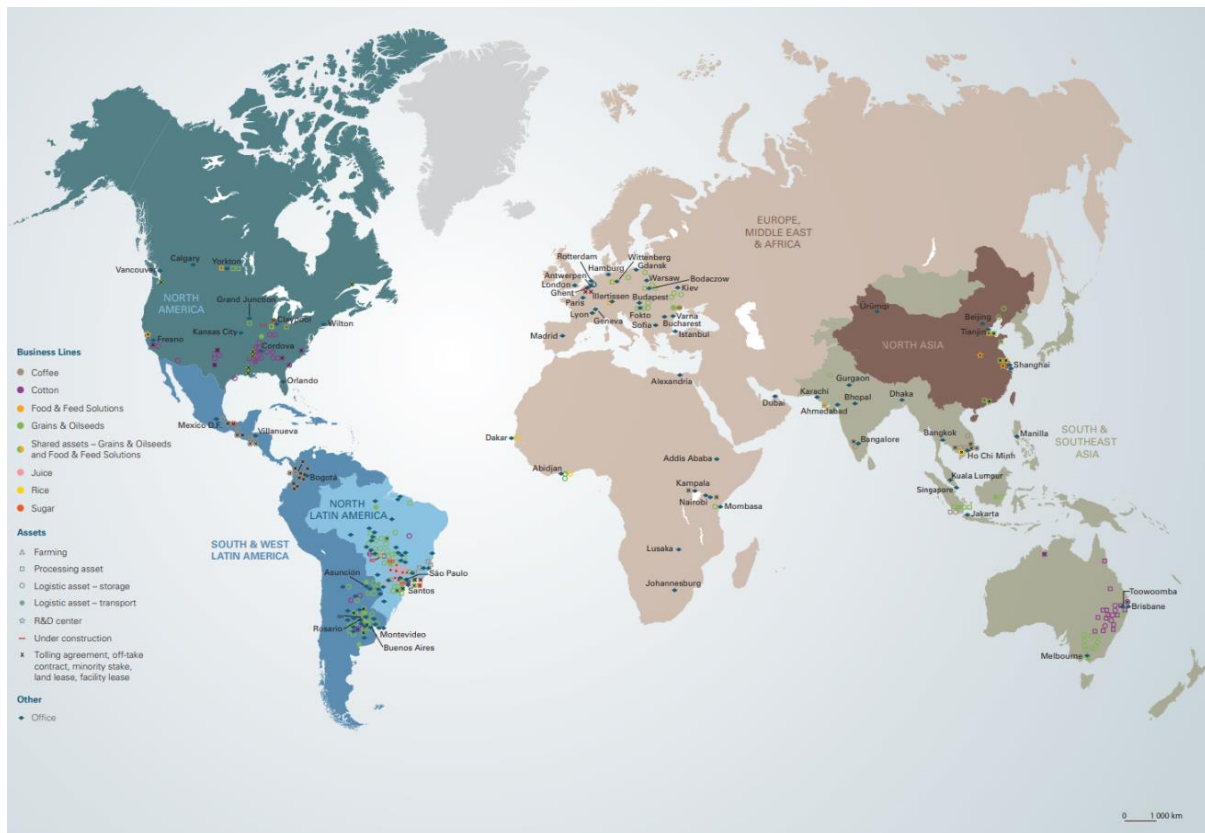 Vancouver
Calgary
Yorkton
NORTH
AMERICA
Grand Junction
Kansas City
Claypool
Wilton
Fresno
Cordova
Orlando
Mexico D.F.
Villanueva
Bogotá
NORTH
LATIN AMERICA
SOUTH & WEST
LATIN AMERICA
Asunción
São Paulo
Santos
Rosario
Montevideo
Buenos Aires
EUROPE,
MIDDLE EAST
& AFRICA
Rotterdam
Wittenberg
Hamburg
Gdansk
Antwerpen
London
Ghent
Warsaw
Bodaczow
Paris
Illertissen
Budapest
Kiev
Lyon
Geneva
Fokto
Varna
Sofia
Bucharest
Madrid
Istanbul
Alexandria
Dubai
Dakar
Abidjan
Addis Ababa
Kampala
Nairobi
Mombasa
Lusaka
Johannesburg
Ürümqi
Beijing
Tianjin
NORTH ASIA
Shanghai
Karachi
Gurgaon
Bhopal
Dhaka
Ahmedabad
Bangalore
Bangkok
Manilla
SOUTH &
SOUTHEAST
ASIA
Ho Chi Minh
Kuala Lumpur
Singapore
Jakarta
Toowoomba
Brisbane
Melbourne
Business Lines
Coffee
Cotton
Food & Feed Solutions
Grains & Oilseeds
Shared assets – Grains & Oilseeds
and Food & Feed Solutions
Juice
Rice
Sugar
Assets
Farming
Processing asset
Logistic asset – storage
Logistic asset – transport
R&D center
Under construction
Tolling agreement, off-take
contract, minority stake,
land lease, facility lease
Other
Office
0 1 000 km